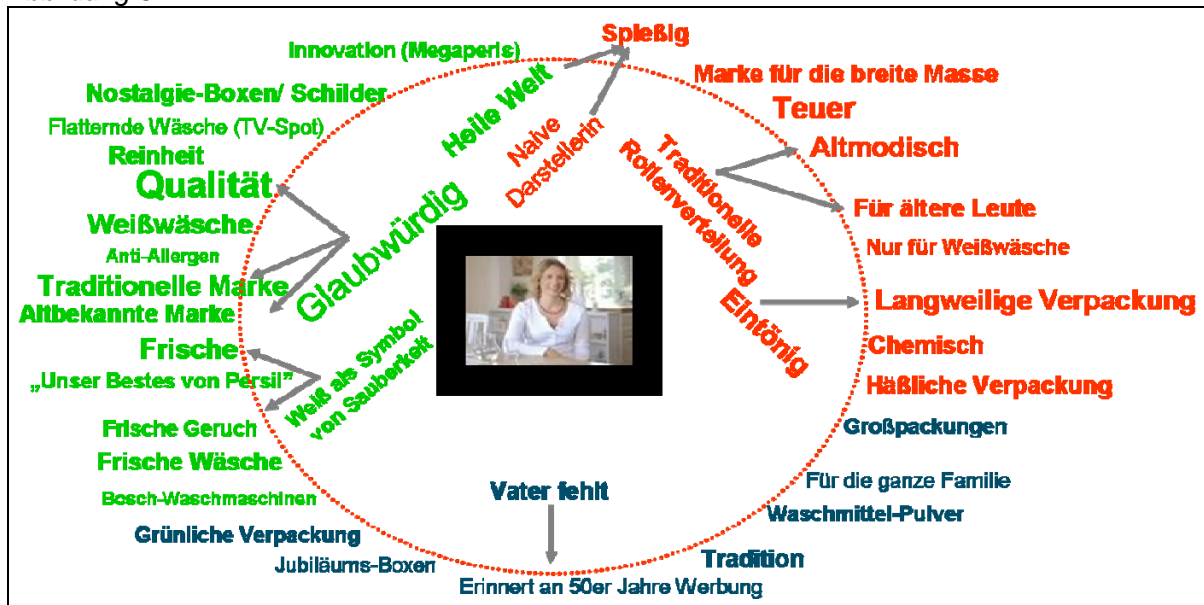 Spießig
Innovation (Megaperls)
Marke für die breite Masse
Nostalgie-Boxen/ Schilder
Teuer
Heile Welt
Naive
Darstellerin
Flatternde Wäsche (TV-Spot)
Reinheit
Traditionelle
Rollenverteilung
Altmodisch
Qualität
Für ältere Leute
Weißwäsche
Glaubwürdig
Nur für Weißwäsche
Anti-Allergen
Traditionelle Marke
Eintönig
Langweilige Verpackung
Altbekannte Marke
Frische
Chemisch
„Unser Bestes von Persil”
Weiß als Symbol
von Sauberkeit
Häßliche Verpackung
Frische Geruch
Großpackungen
Frische Wäsche
Für die ganze Familie
Bosch-Waschmaschinen
Vater fehlt
Waschmittel-Pulver
Grünliche Verpackung
Tradition
Jubiläums-Boxen
Erinnert an 50er Jahre Werbung